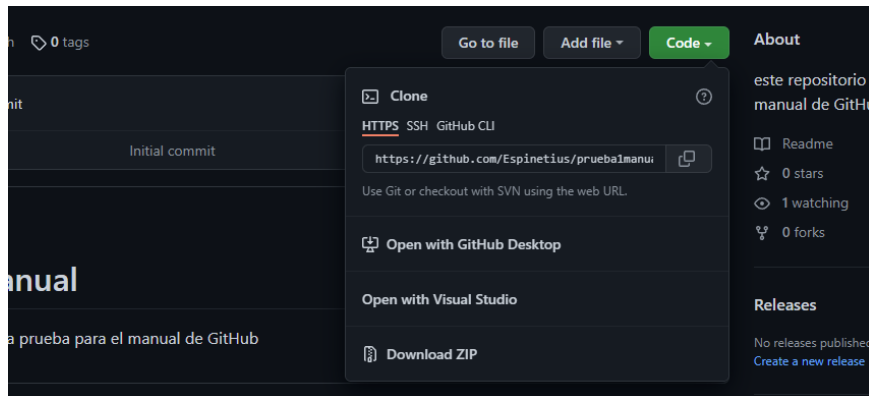 0 tags
Go to file
Add file
Code
Initial commit
Clone
HTTPS SSH GitHub CLI
https://github.com/Espinetius/prueba1manua
Use Git or checkout with SVN using the web URL.
Open with GitHub Desktop
Open with Visual Studio
Download ZIP
anual
a prueba para el manual de GitHub
About
este repositorio
manual de GitHu
Readme
0 stars
1 watching
0 forks
Releases
No releases published
Create a new release